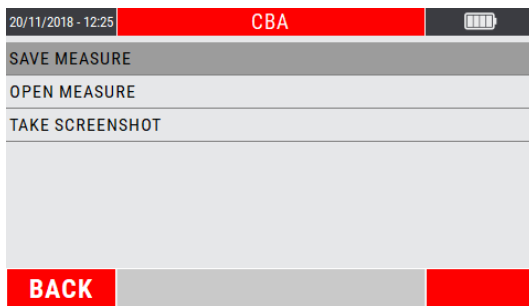 20/11/2018 - 12:25 CBA
SAVE MEASURE
OPEN MEASURE
TAKE SCREENSHOT
BACK